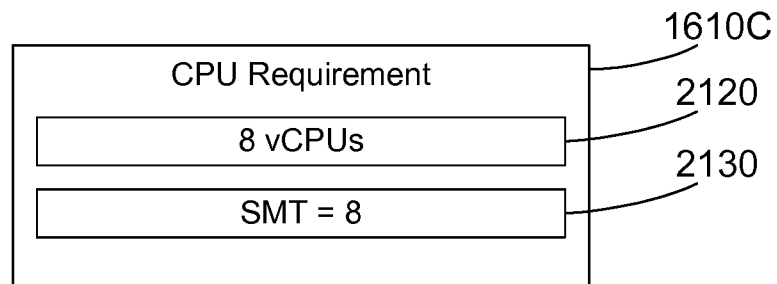 1610C
CPU Requirement
2120
8 vCPUs
2130
SMT = 8